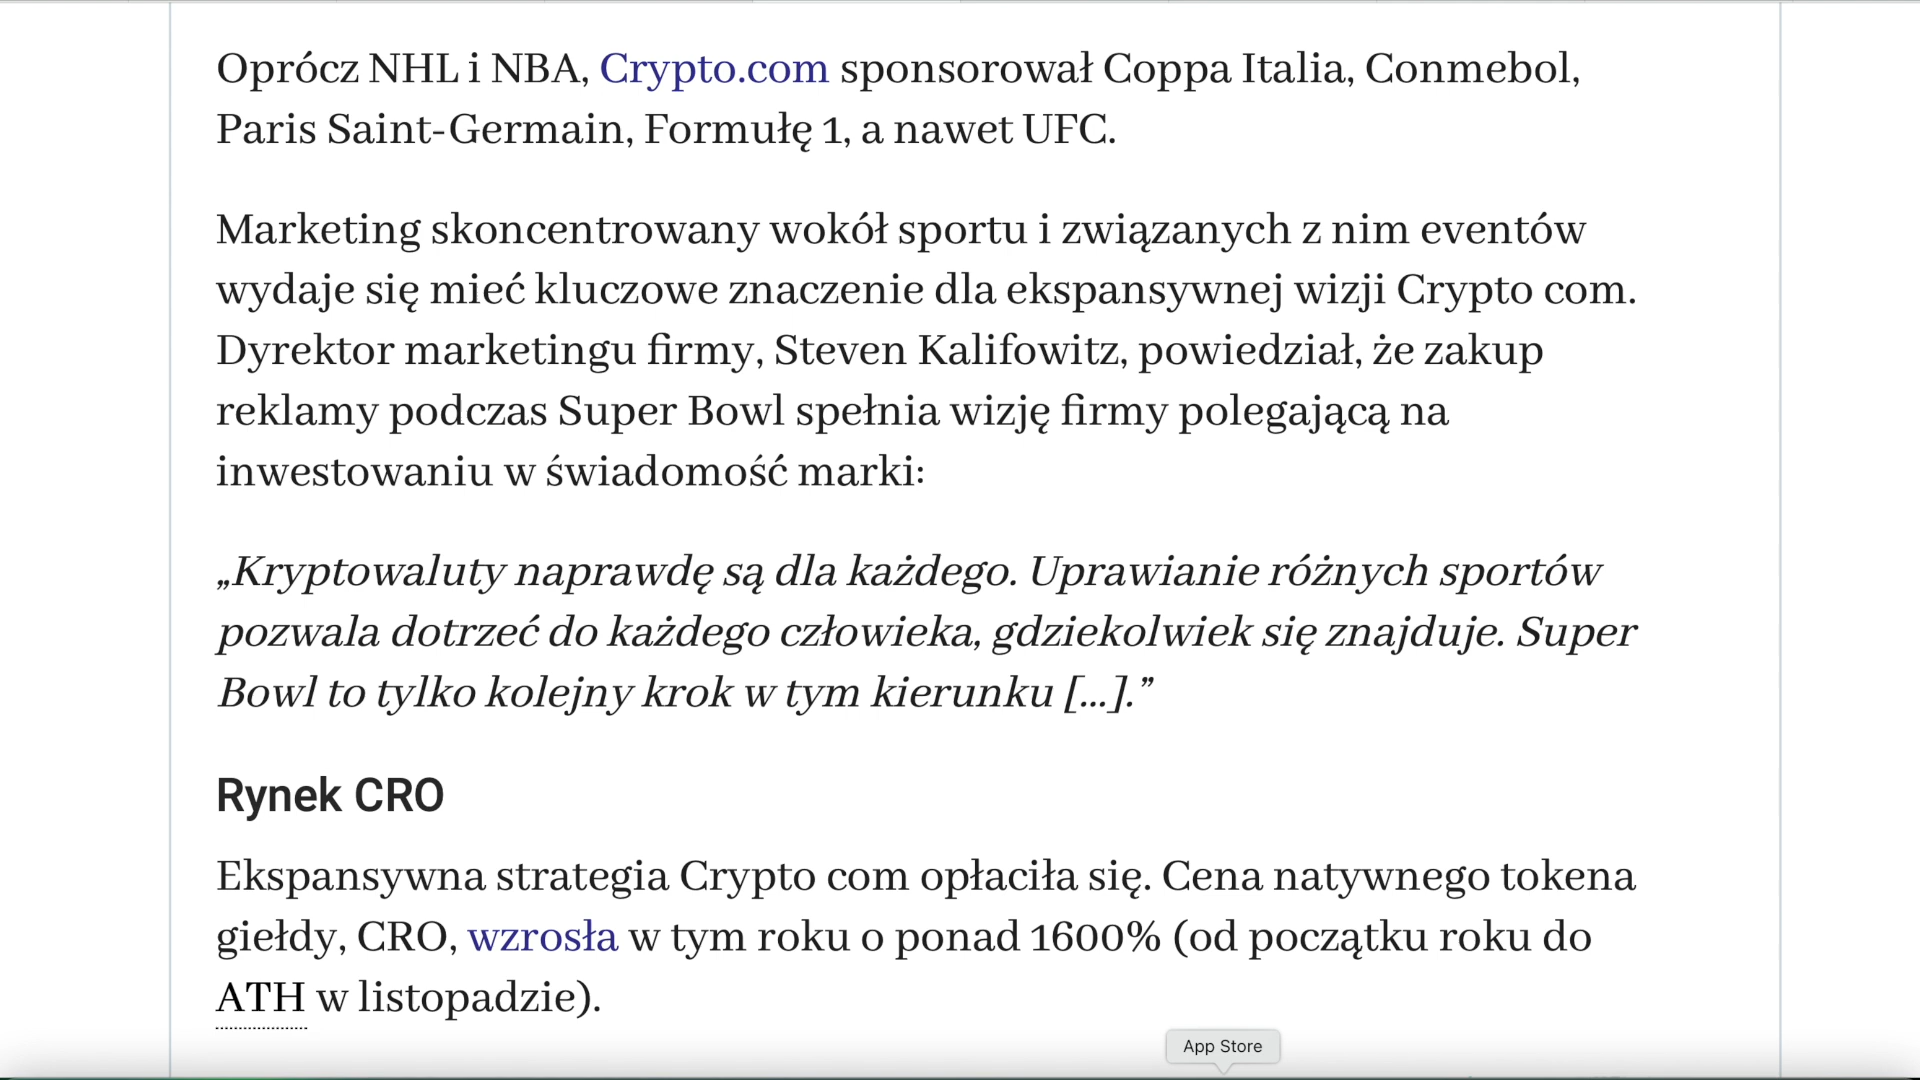 Oprócz NHL i NBA, Crypto.com sponsorował Coppa Italia, Conmebol,
Paris Saint-Germain, Formułę 1, a nawet UFC.
Marketing skoncentrowany wokół sportu i związanych z nim eventów
wydaje się mieć kluczowe znaczenie dla ekspansywnej wizji Crypto com.
Dyrektor marketingu firmy, Steven Kalifowitz, powiedział, że zakup
reklamy podczas Super Bowl spełnia wizję firmy polegającą na
inwestowaniu w świadomość marki:
„Kryptowaluty naprawdę są dla każdego. Uprawianie różnych sportów
pozwala dotrzeć do każdego człowieka, gdziekolwiek się znajduje. Super
Bowl to tylko kolejny krok w tym kierunku [...].”
Rynek CRO
Ekspansywna strategia Crypto com opłaciła się. Cena natywnego tokena
giełdy, CRO, wzrosła w tym roku o ponad 1600% (od początku roku do
ATH w listopadzie).
App Store